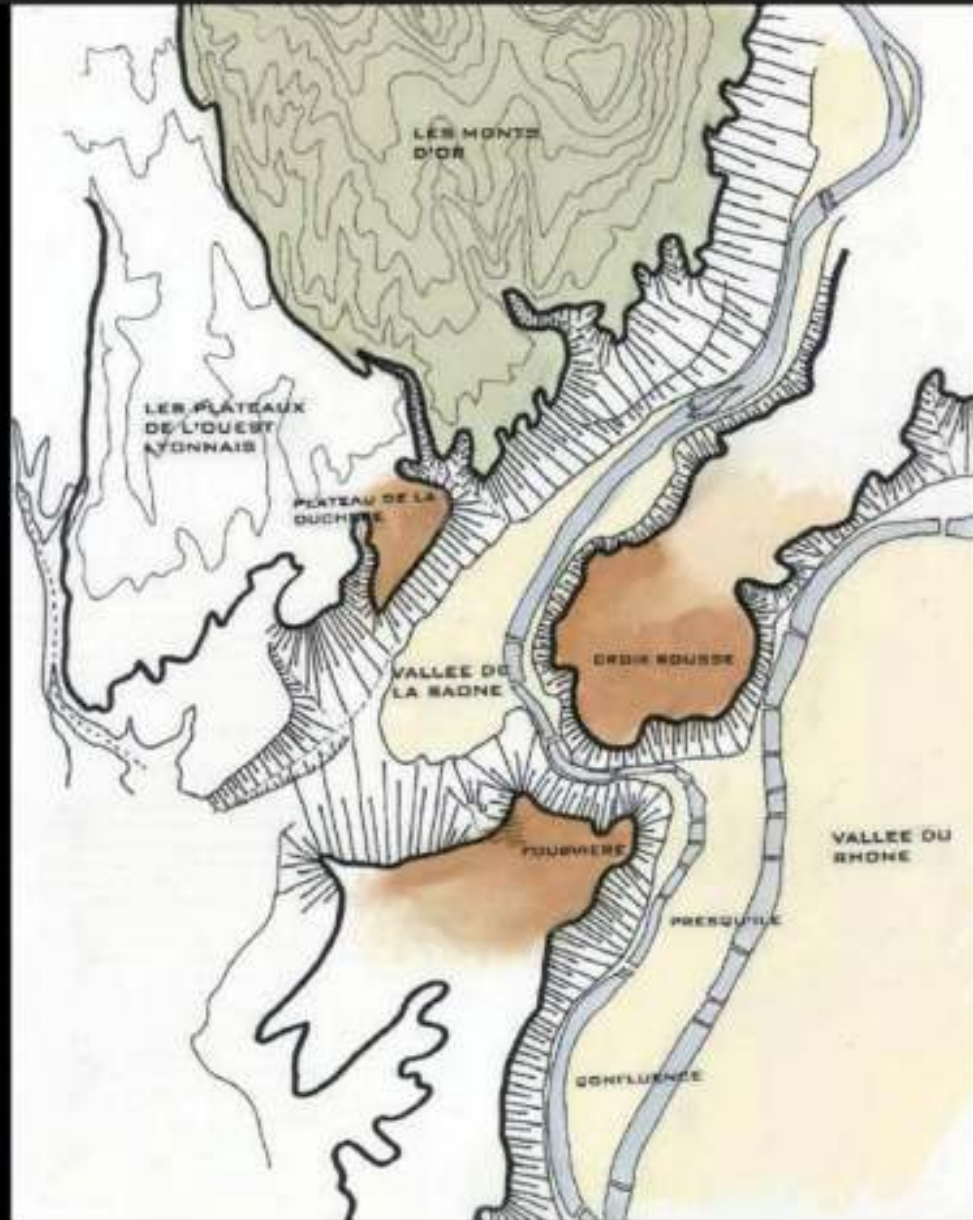 LES MONTS
D'OR
LES PLATEAUX
DE L'OUEST
LYONNAIS
PLATEAU DE LA
DUCHERE
VALLEE DE
LA SAONE
CROIX ROUSSE
FOURVIERE
VALLEE DU
RHONE
PRESQU'ILE
CONFLUENCE